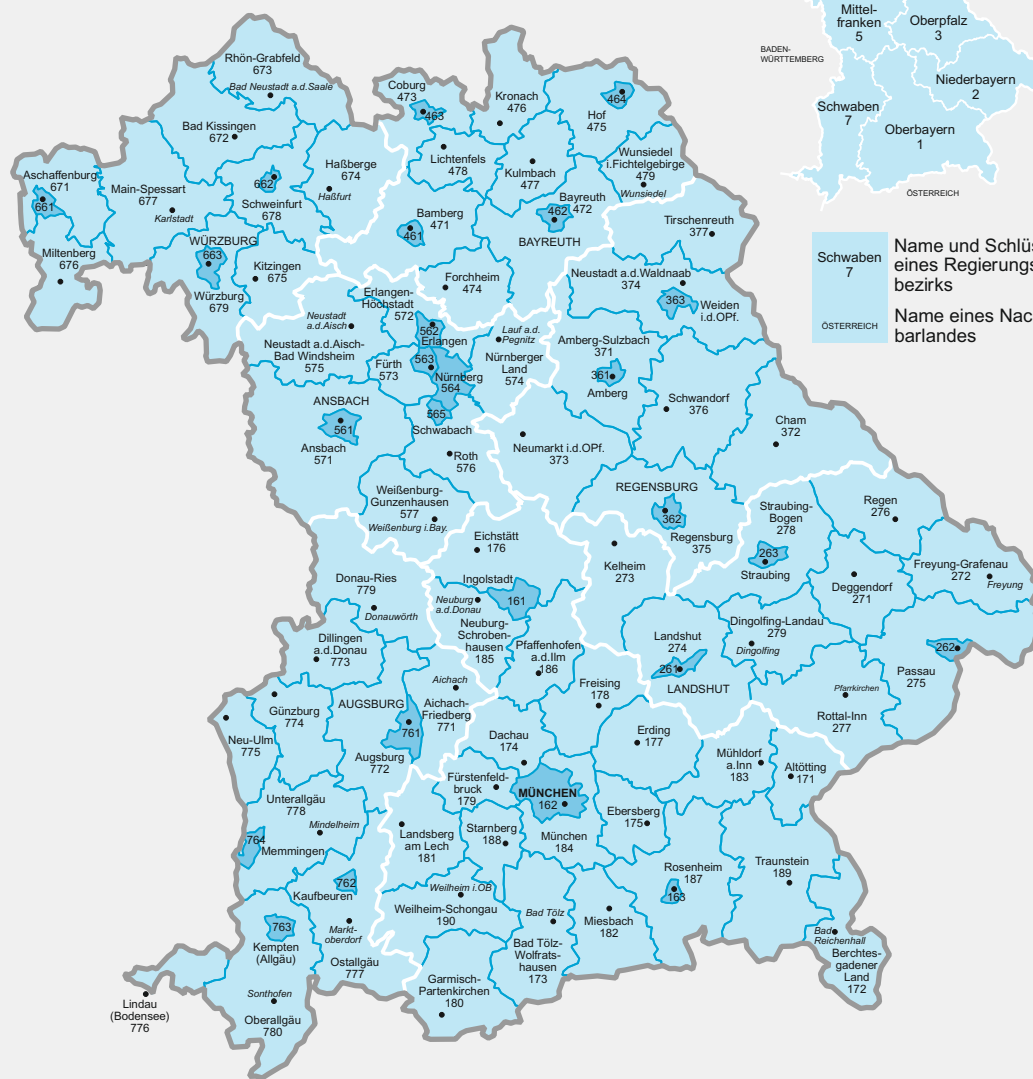 Mittel-
franken
5
Oberpfalz
3
BADEN-
WÜRTTEMBERG
Niederbayern
2
Schwaben
7
Oberbayern
1
ÖSTERREICH
Schwaben
7
Name und Schlüs
eines Regierungs
bezirks
ÖSTERREICH
Name eines Nac
barlandes
Rhön-Grabfeld
673
Bad Neustadt a.d.Saale
Bad Kissingen
672
Coburg
473
463
Kronach
476
464
Hof
475
Aschaffenburg
671
661
Main-Spessart
677
Karlstadt
662
Schweinfurt
678
Haßberge
674
Haßfurt
Lichtenfels
478
Kulmbach
477
Wunsiedel
i.Fichtelgebirge
479
Wunsiedel
Miltenberg
676
WÜRZBURG
663
Würzburg
679
Kitzingen
675
Bamberg
471
461
Bayreuth
472
462
BAYREUTH
Tirschenreuth
377
Forchheim
474
Neustadt a.d.Waldnaab
374
363
Weiden
i.d.OPf.
Erlangen-
Höchstadt
572
562
Erlangen
Neustadt
a.d.Aisch
Neustadt a.d.Aisch-
Bad Windsheim
575
Fürth
573
563
Nürnberg
564
Lauf a.d.
Pegnitz
Nürnberger
Land
574
Amberg-Sulzbach
371
361
Amberg
Schwandorf
376
Cham
372
ANSBACH
561
Ansbach
571
565
Schwabach
Roth
576
Neumarkt i.d.OPf.
373
Weißenburg-
Gunzenhausen
577
Weißenburg i.Bay.
REGENSBURG
362
Regensburg
375
Straubing-
Bogen
278
263
Straubing
Regen
276
Eichstätt
176
Kelheim
273
Deggendorf
271
Freyung-Grafenau
272
Freyung
Donau-Ries
779
Donauwörth
Ingolstadt
161
Neuburg
a.d.Donau
Neuburg-
Schroben-
hausen
185
Pfaffenhofen
a.d.Ilm
186
Landshut
274
261
LANDSHUT
Dingolfing-Landau
279
Dingolfing
262
Passau
275
Dillingen
a.d.Donau
773
Aichach
Aichach-
Friedberg
771
Freising
178
Pfarrkirchen
Rottal-Inn
277
Günzburg
774
AUGSBURG
761
Augsburg
772
Neu-Ulm
775
Dachau
174
Erding
177
Mühldorf
a.Inn
183
Altötting
171
Fürstenfeld-
bruck
179
MÜNCHEN
162
München
184
Ebersberg
175
Unterallgäu
778
Mindelheim
764
Memmingen
Landsberg
am Lech
181
Starnberg
188
Rosenheim
187
163
Traunstein
189
762
Kaufbeuren
Weilheim i.OB
Weilheim-Schongau
190
Bad Tölz
Bad Tölz-
Wolfrats-
hausen
173
Miesbach
182
Bad
Reichenhall
Berchtes-
gadener
Land
172
763
Kempten
(Allgäu)
Markt-
oberdorf
Ostallgäu
777
Garmisch-
Partenkirchen
180
Lindau
(Bodensee)
776
Sonthofen
Oberallgäu
780